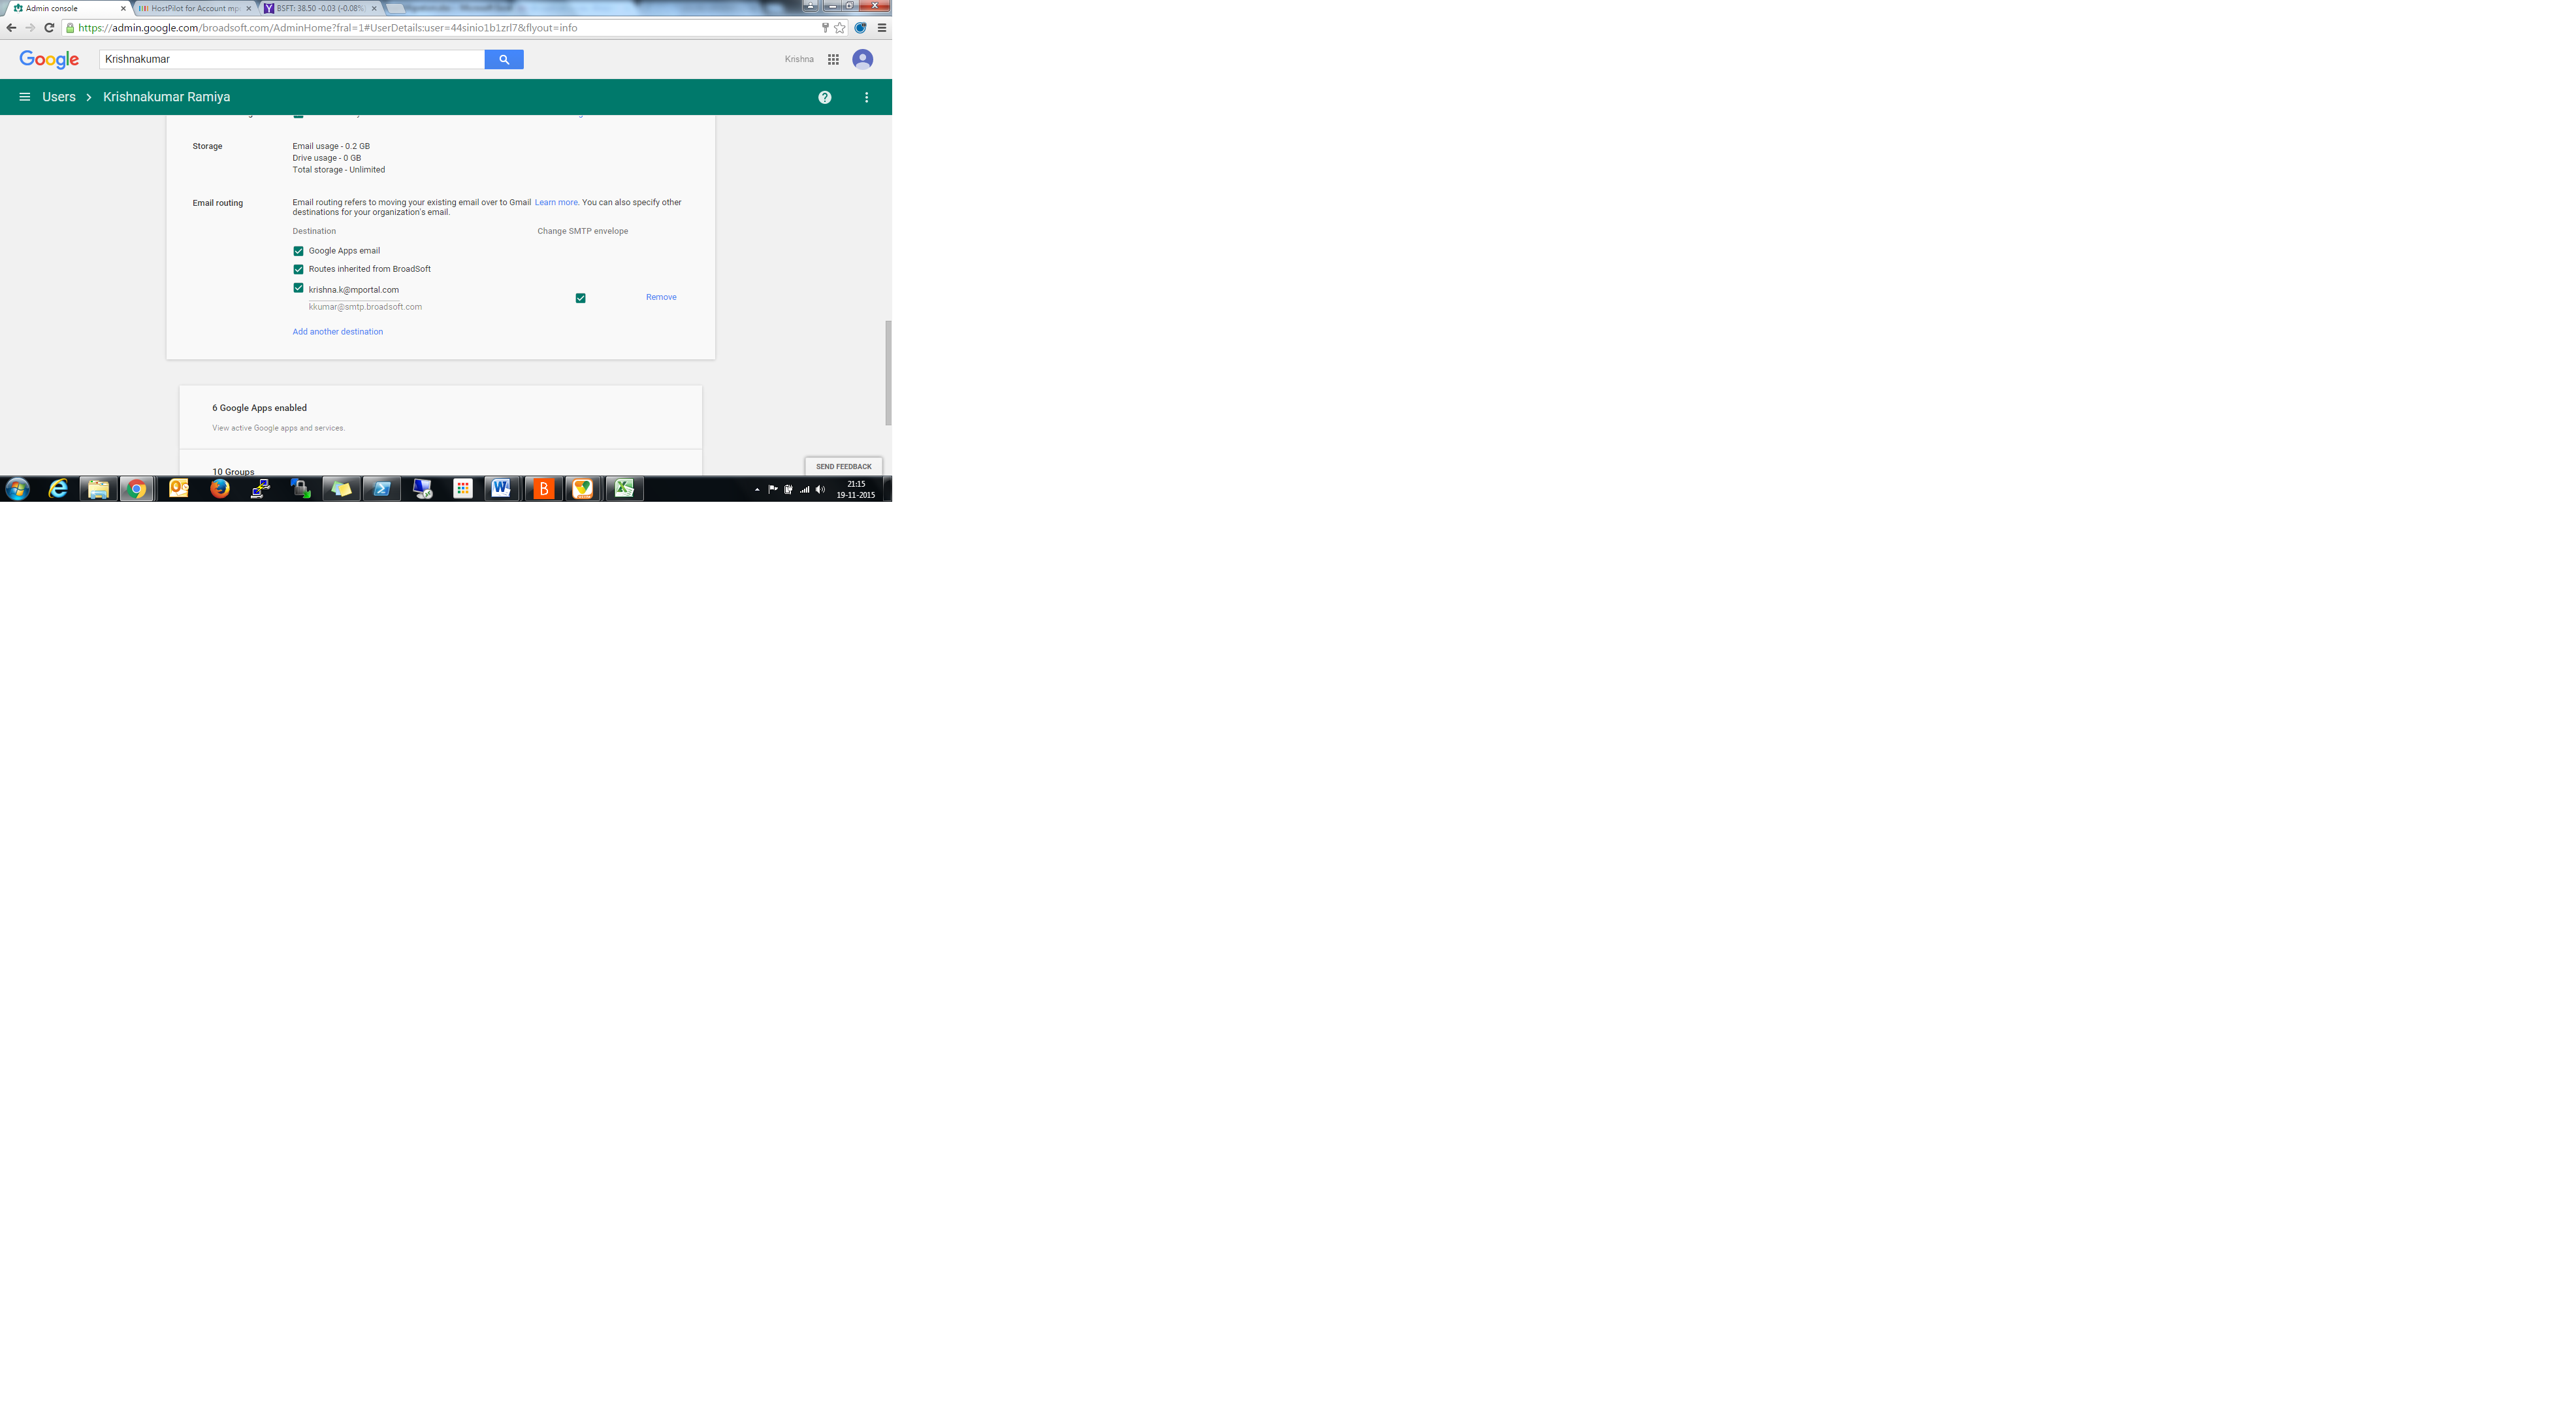 Admin console
HostPilot for Account mp
BSFT: 38.50 -0.03 (-0.08%
https://admin.google.com/broadsoft.com/AdminHome?fral=1#UserDetails:user=44sinio1b1zrl7&flyout=info
Google
Krishnakumar
Krishna
Users
Krishnakumar Ramiya
Storage
Email usage - 0.2 GB
Drive usage - 0 GB
Total storage - Unlimited
Email routing
Email routing refers to moving your existing email over to Gmail Learn more. You can also specify other
destinations for your organization's email.
Destination
Change SMTP envelope
Google Apps email
Routes inherited from BroadSoft
krishna.k@mportal.com
Remove
kkumar@smtp.broadsoft.com
Add another destination
6 Google Apps enabled
View active Google apps and services.
10 Groups
SEND FEEDBACK
21:15
19-11-2015